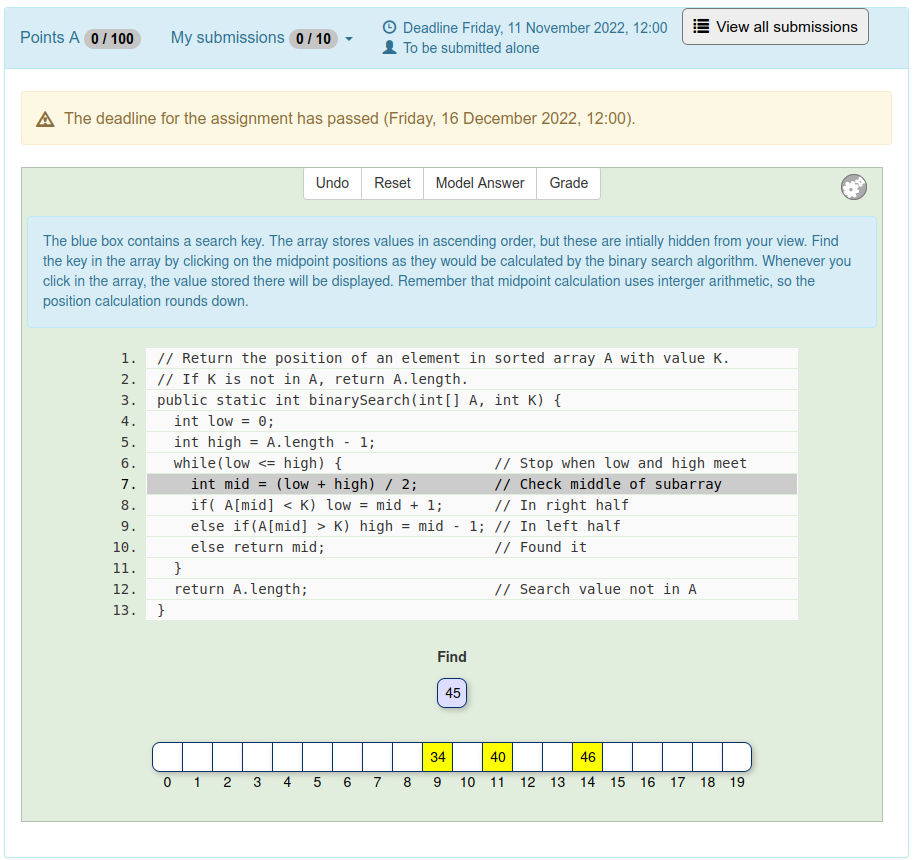 Points A 0 / 100 My submissions 0 / 10 Deadline Friday, 11 November 2022, 12:00 View all submissions
To be submitted alone
The deadline for the assignment has passed (Friday, 16 December 2022, 12:00).
Undo Reset Model Answer Grade
The blue box contains a search key. The array stores values in ascending order, but these are intially hidden from your view. Find
the key in the array by clicking on the midpoint positions as they would be calculated by the binary search algorithm. Whenever you
click in the array, the value stored there will be displayed. Remember that midpoint calculation uses interger arithmetic, so the
position calculation rounds down.
1. // Return the position of an element in sorted array A with value K.
2. // If K is not in A, return A.length.
3. public static int binarySearch(int[] A, int K) {
4. int low = 0;
5. int high = A.length - 1;
6. while(low <= high) { // Stop when low and high meet
7. int mid = (low + high) / 2; // Check middle of subarray
8. if( A[mid] < K) low = mid + 1; // In right half
9. else if(A[mid] > K) high = mid - 1; // In left half
10. else return mid; // Found it
11. }
12. return A.length; // Search value not in A
13. }
Find
45
34 40 46
0 1 2 3 4 5 6 7 8 9 10 11 12 13 14 15 16 17 18 19